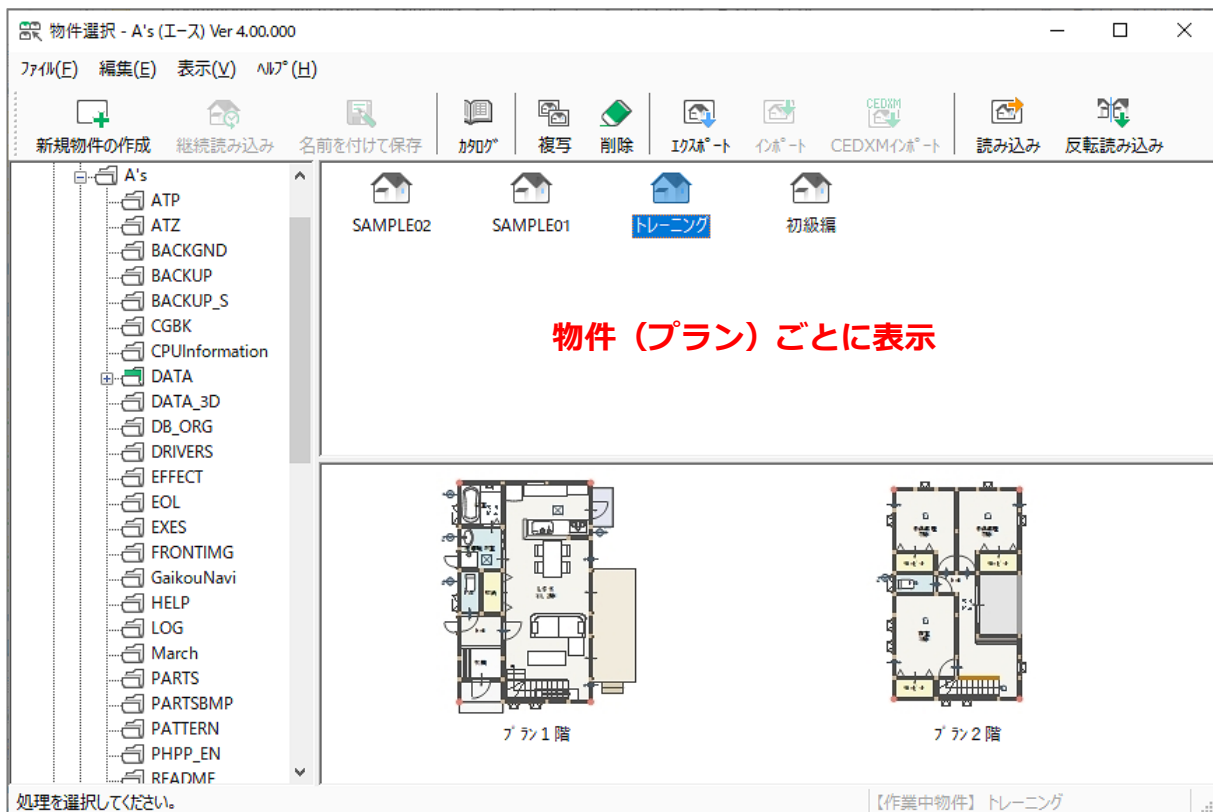 物件選択 - A's (エース) Ver 4.00.000
ﾌｧｲﾙ(F) 編集(E) 表示(V) ﾍﾙﾌﾟ(H)
新規物件の作成 継続読み込み 名前を付けて保存 ｶﾀﾛｸﾞ 複写 削除 ｴｸｽﾎﾟｰﾄ ｲﾝﾎﾟｰﾄ CEDXM CEDXMｲﾝﾎﾟｰﾄ 読み込み 反転読み込み
A's
ATP
ATZ
BACKGND
BACKUP
BACKUP_S
CGBK
CPUInformation
DATA
DATA_3D
DB_ORG
DRIVERS
EFFECT
EOL
EXES
FRONTIMG
GaikouNavi
HELP
LOG
March
PARTS
PARTSBMP
PATTERN
PHPP_EN
README
SAMPLE02 SAMPLE01 トレーニング 初級編
物件（プラン）ごとに表示
ﾌﾟﾗﾝ 1 階 ﾌﾟﾗﾝ 2 階
処理を選択してください。
【作業中物件】 トレーニング